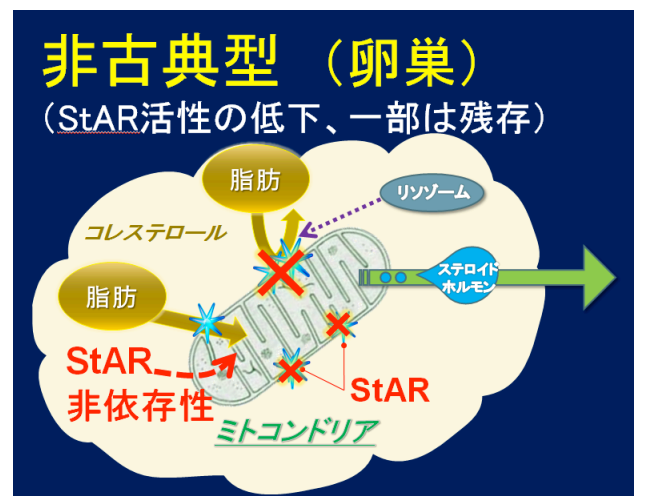 非古典型（卵巣）
（StAR活性の低下、一部は残存）
脂肪
リソゾーム
コレステロール
ステロイド
ホルモン
脂肪
StAR
非依存性
StAR
ミトコンドリア